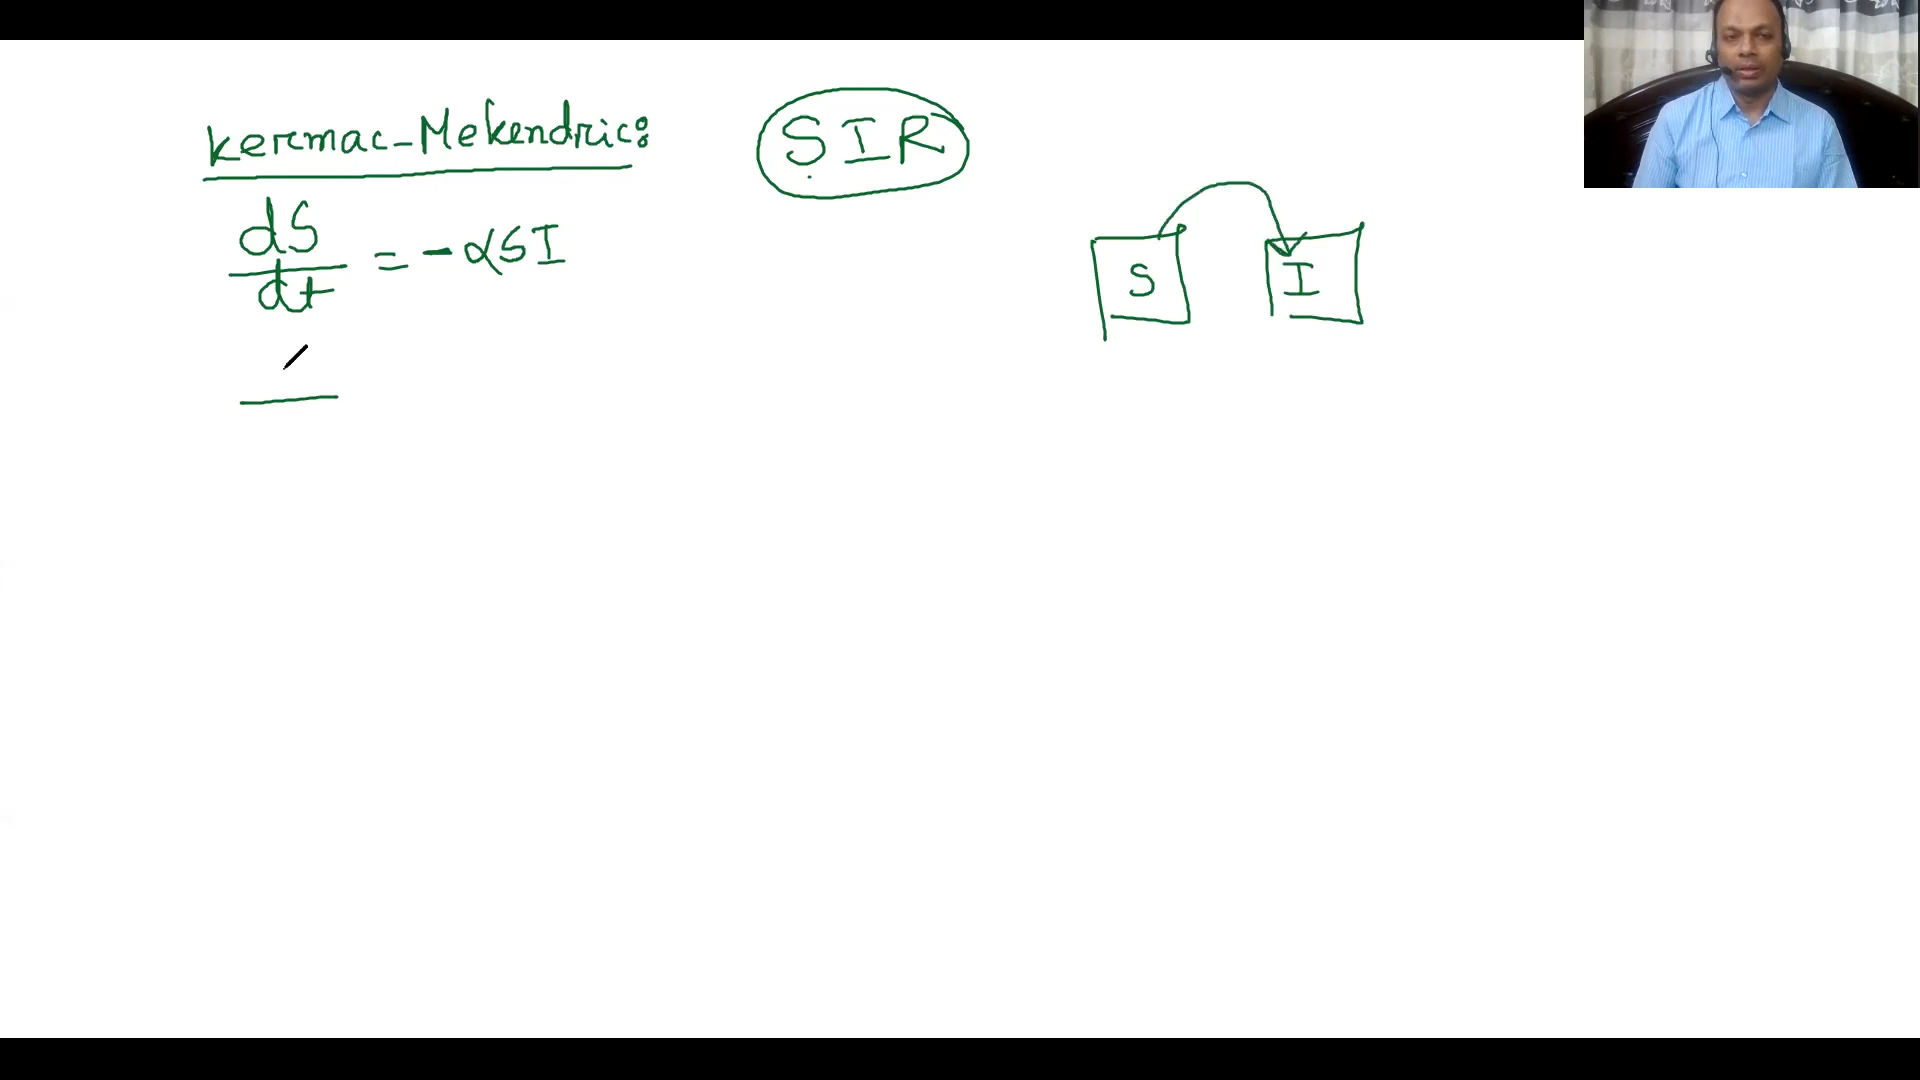 Kermac-Mekendric:
SIR
dS/dt = -αSI
S
I